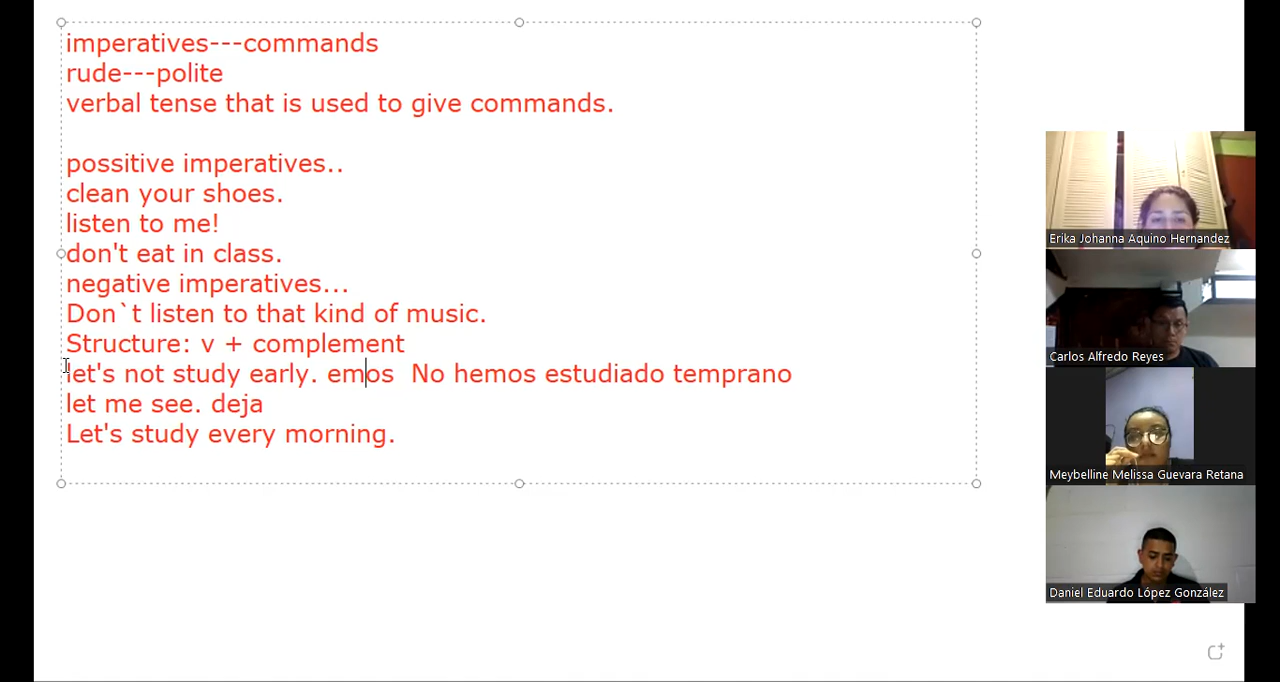 imperatives---commands
rude---polite
verbal tense that is used to give commands.
possitive imperatives..
clean your shoes.
listen to me!
don't eat in class.
negative imperatives...
Don`t listen to that kind of music.
Structure: v + complement
let's not study early. emos  No hemos estudiado temprano
let me see. deja
Let's study every morning.
Erika Johanna Aquino Hernandez
Carlos Alfredo Reyes
Meybelline Melissa Guevara Retana
Daniel Eduardo López González